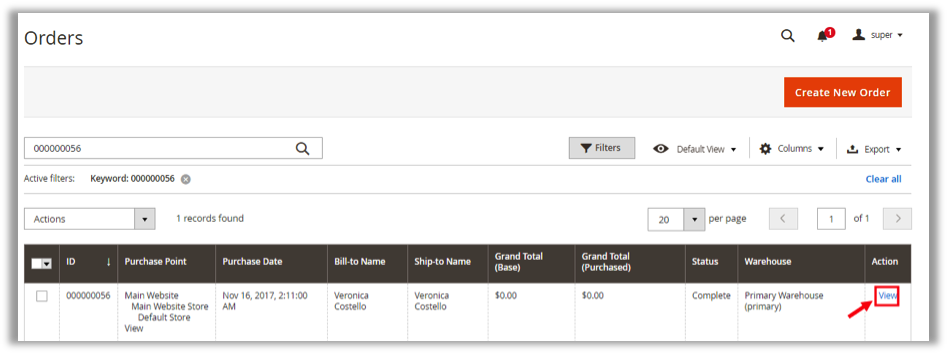 Orders
1
super
Create New Order
000000056
Filters
Default View
Columns
Export
Active filters: Keyword: 000000056
Clear all
Actions
1 records found
20
per page
1
of 1
ID ↓ Purchase Point Purchase Date Bill-to Name Ship-to Name Grand Total (Base) Grand Total (Purchased) Status Warehouse Action
000000056
Main Website
Main Website Store
Default Store
View
Nov 16, 2017, 2:11:00
AM
Veronica
Costello
Veronica
Costello
$0.00
$0.00
Complete
Primary Warehouse
(primary)
View